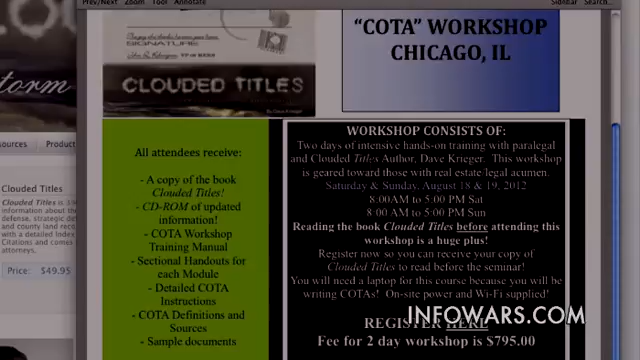 Prev/Next Zoom Tool Annotate
Sidebar Search...
SIGNATURE
CLOUDED TITLES
"COTA" WORKSHOP
CHICAGO, IL
storm
sources Product
Clouded Titles
Price: $49.95
All attendees receive:
- A copy of the book
Clouded Titles!
- CD-ROM of updated
information!
- COTA Workshop
Training Manual
- Sectional Handouts for
each Module
- Detailed COTA
Instructions
- COTA Definitions and
Sources
- Sample documents
WORKSHOP CONSISTS OF:
Two days of intensive hands-on training with paralegal
and Clouded Titles Author, Dave Krieger. This workshop
is geared toward those with real estate/legal acumen.
Saturday & Sunday, August 18 & 19, 2012
8:00AM to 5:00 PM Sat
8:00 AM to 5:00 PM Sun
Reading the book Clouded Titles before attending this
workshop is a huge plus!
Register now so you can receive your copy of
Clouded Titles to read before the seminar!
You will need a laptop for this course because you will be
writing COTAs! On-site power and Wi-Fi supplied!
REGISTER HERE
Fee for 2 day workshop is $795.00
INFOWARS.COM